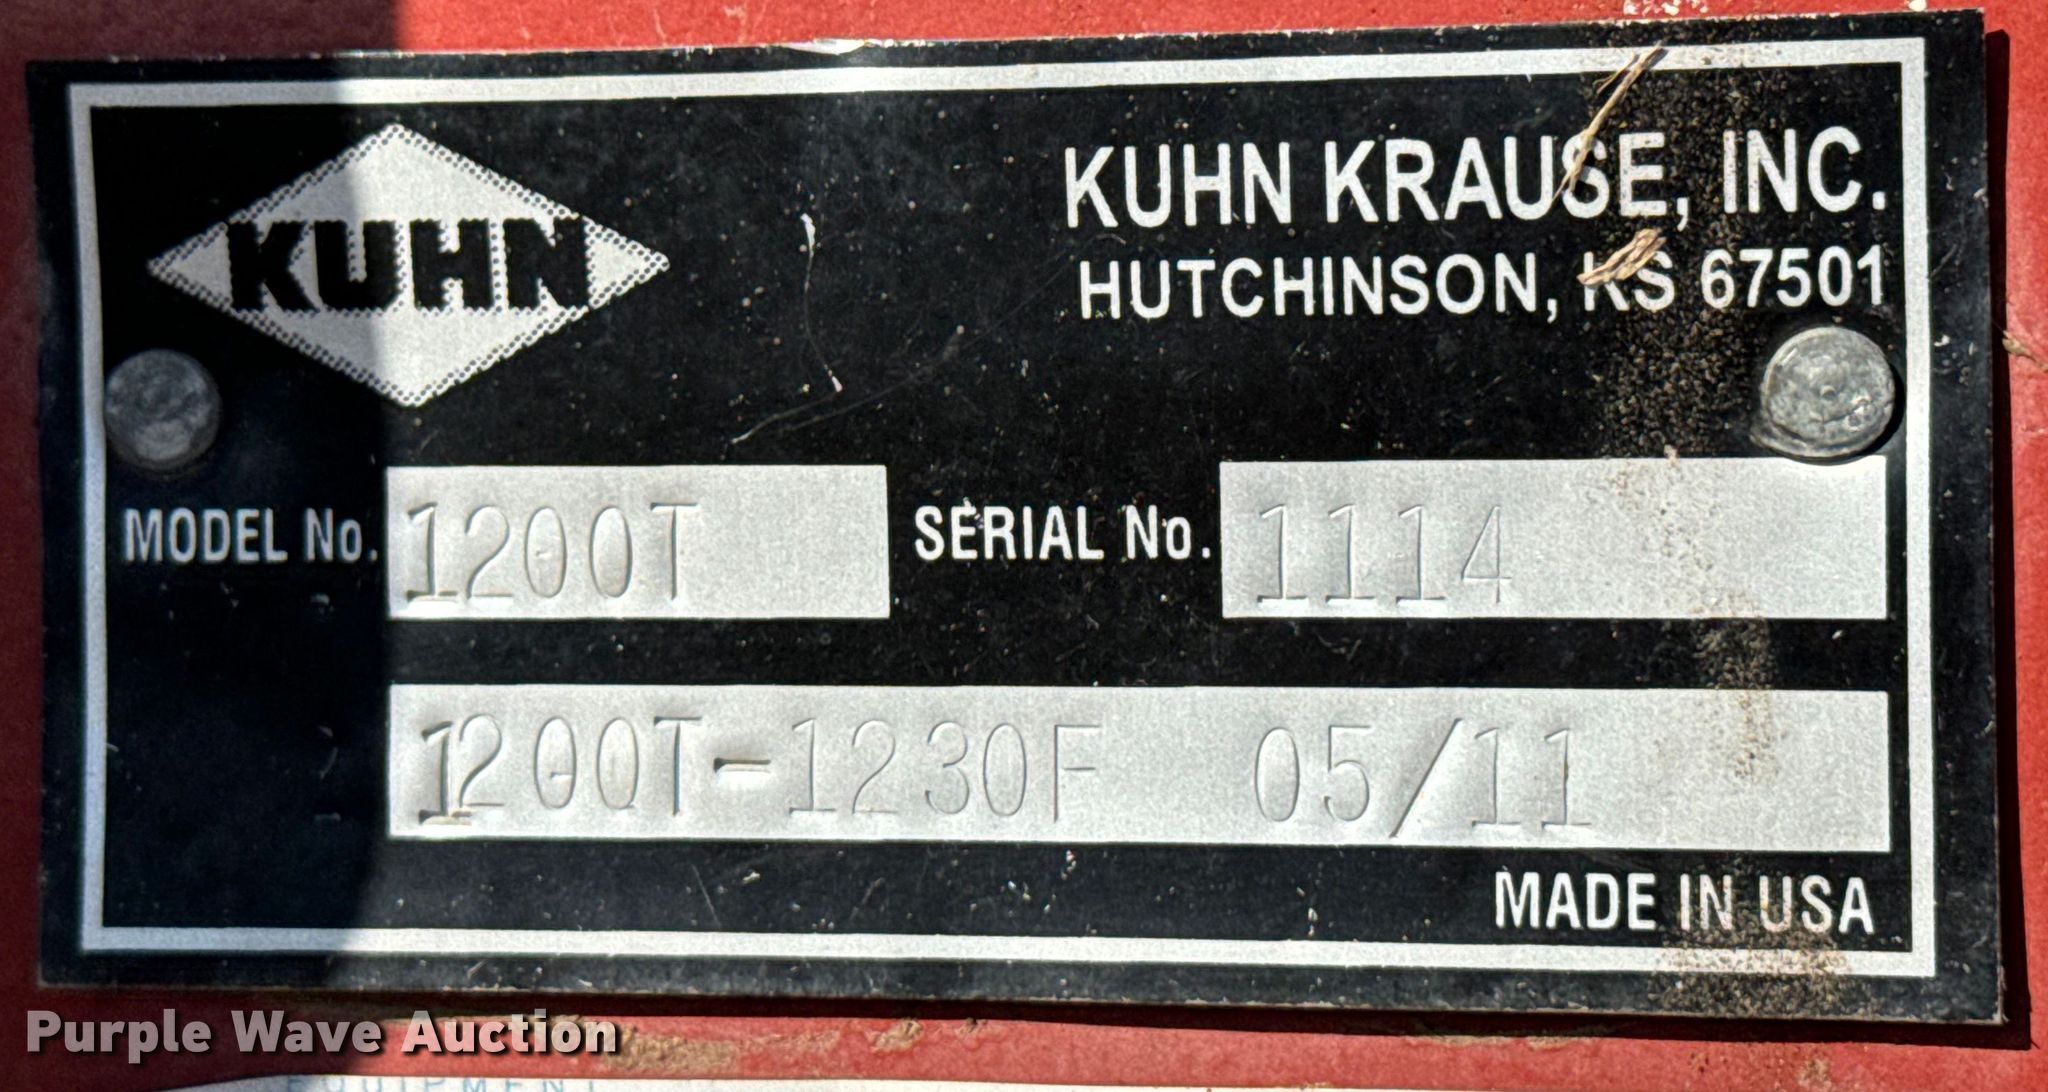 KUHN
KUHN KRAUSE, INC.
HUTCHINSON, KS 67501
MODEL No. 1200T SERIAL No. 1114
1200T-1230F 05/11
MADE IN USA
Purple Wave Auction
EQUIPMENT